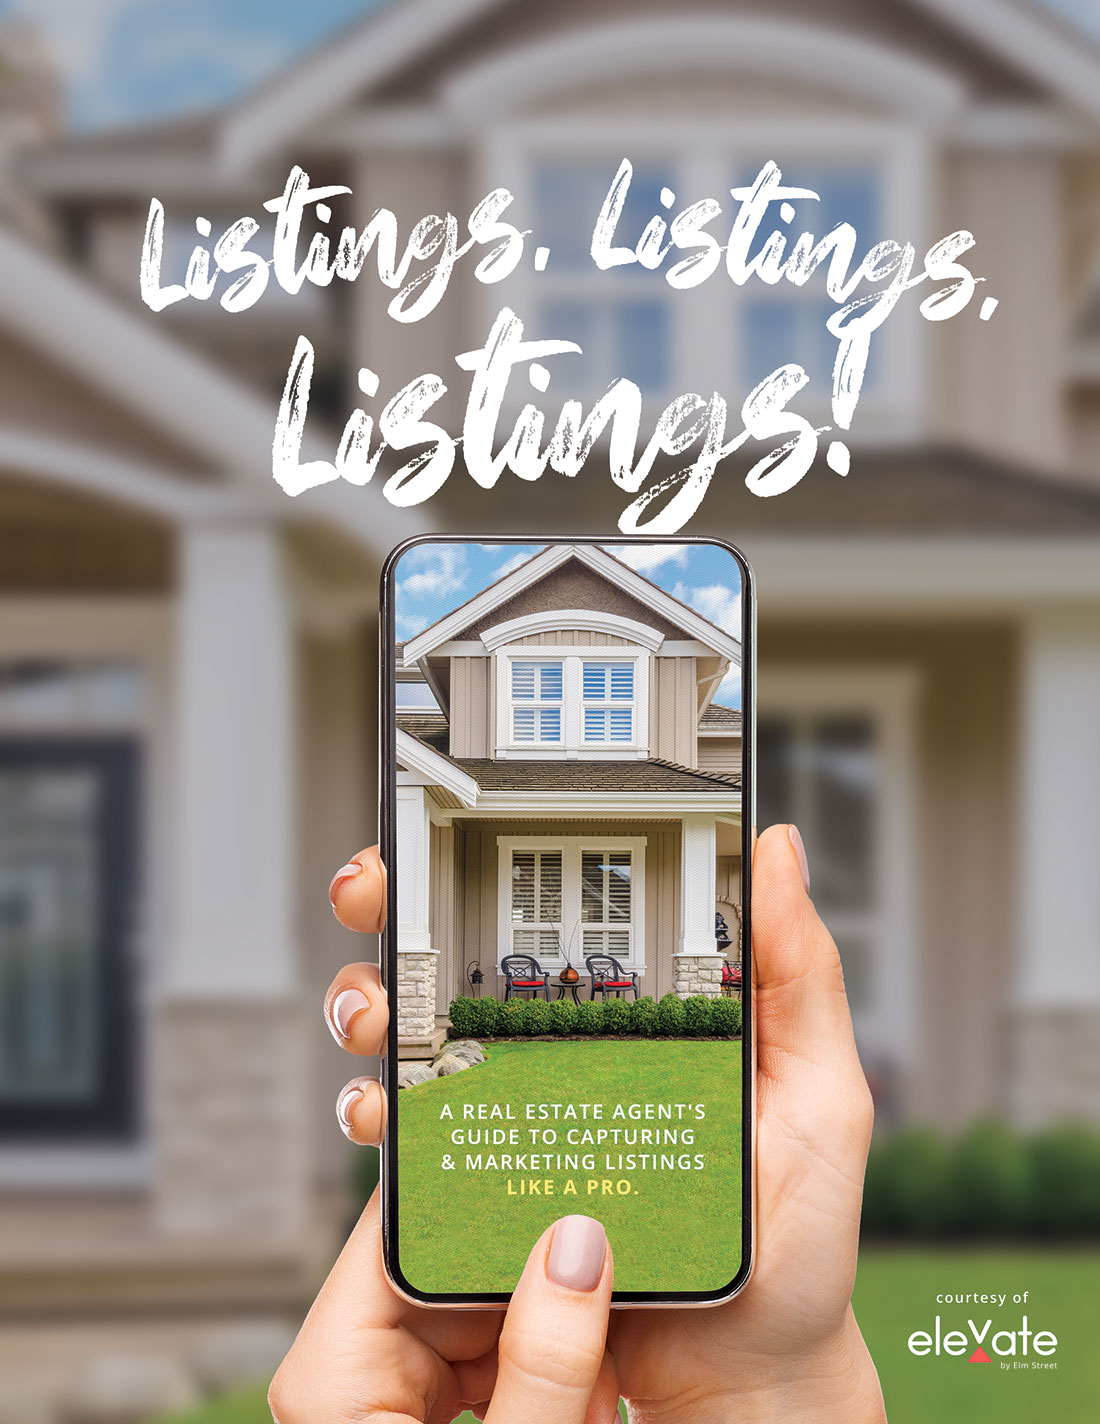 Listings, Listings,
Listings!
A REAL ESTATE AGENT'S
GUIDE TO CAPTURING
& MARKETING LISTINGS
LIKE A PRO.
courtesy of
elevate
by Elm Street